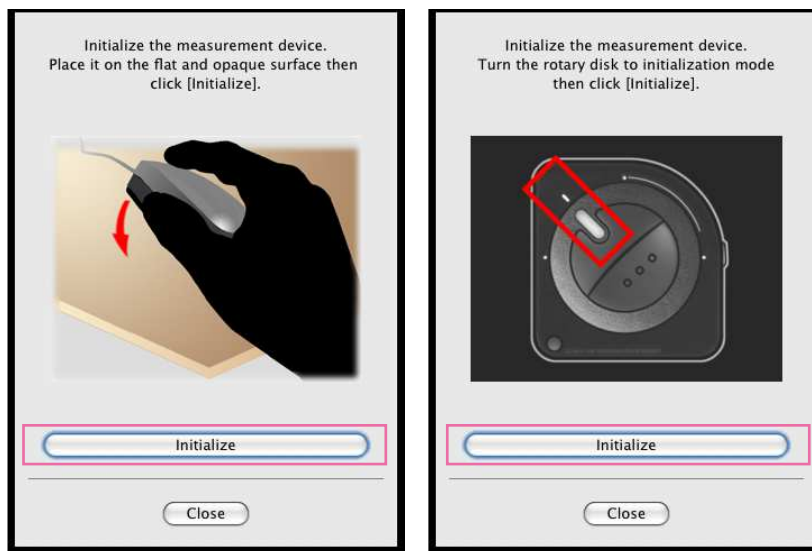 Initialize the measurement device.
Place it on the flat and opaque surface then
click [Initialize].
Initialize
Close
Initialize the measurement device.
Turn the rotary disk to initialization mode
then click [Initialize].
Initialize
Close